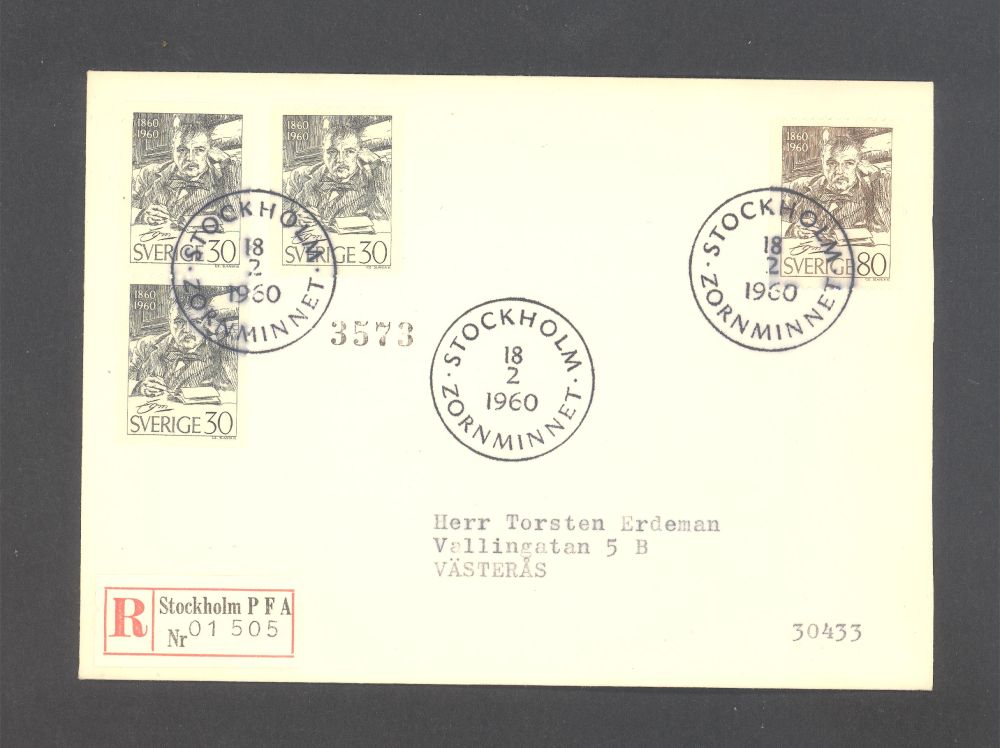 1860
1960
SVERIGE 30
1860
1960
SVERIGE 30
1860
1960
SVERIGE 80
1860
1960
SVERIGE 30
STOCKHOLM
18
2
1960
ZORNMINNET
STOCKHOLM
18
2
1960
ZORNMINNET
STOCKHOLM
18
2
1960
ZORNMINNET
3573
Herr Torsten Erdeman
Vallingatan 5 B
VÄSTERÅS
30433
R
Stockholm P F A
Nr 01 505